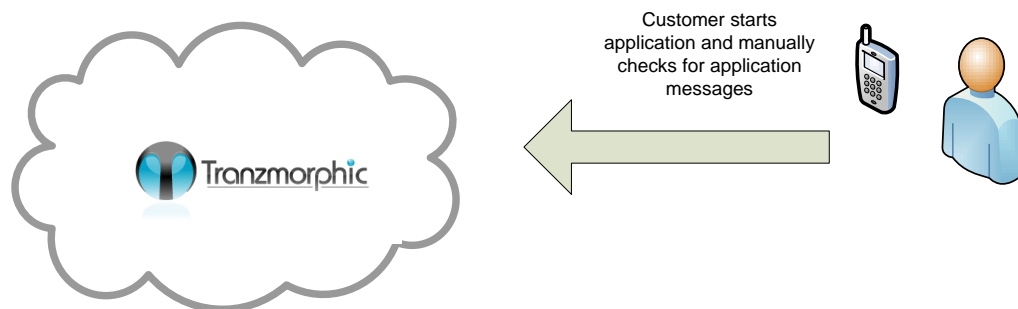 Customer starts
application and manually
checks for application
messages
Tranzmorphic